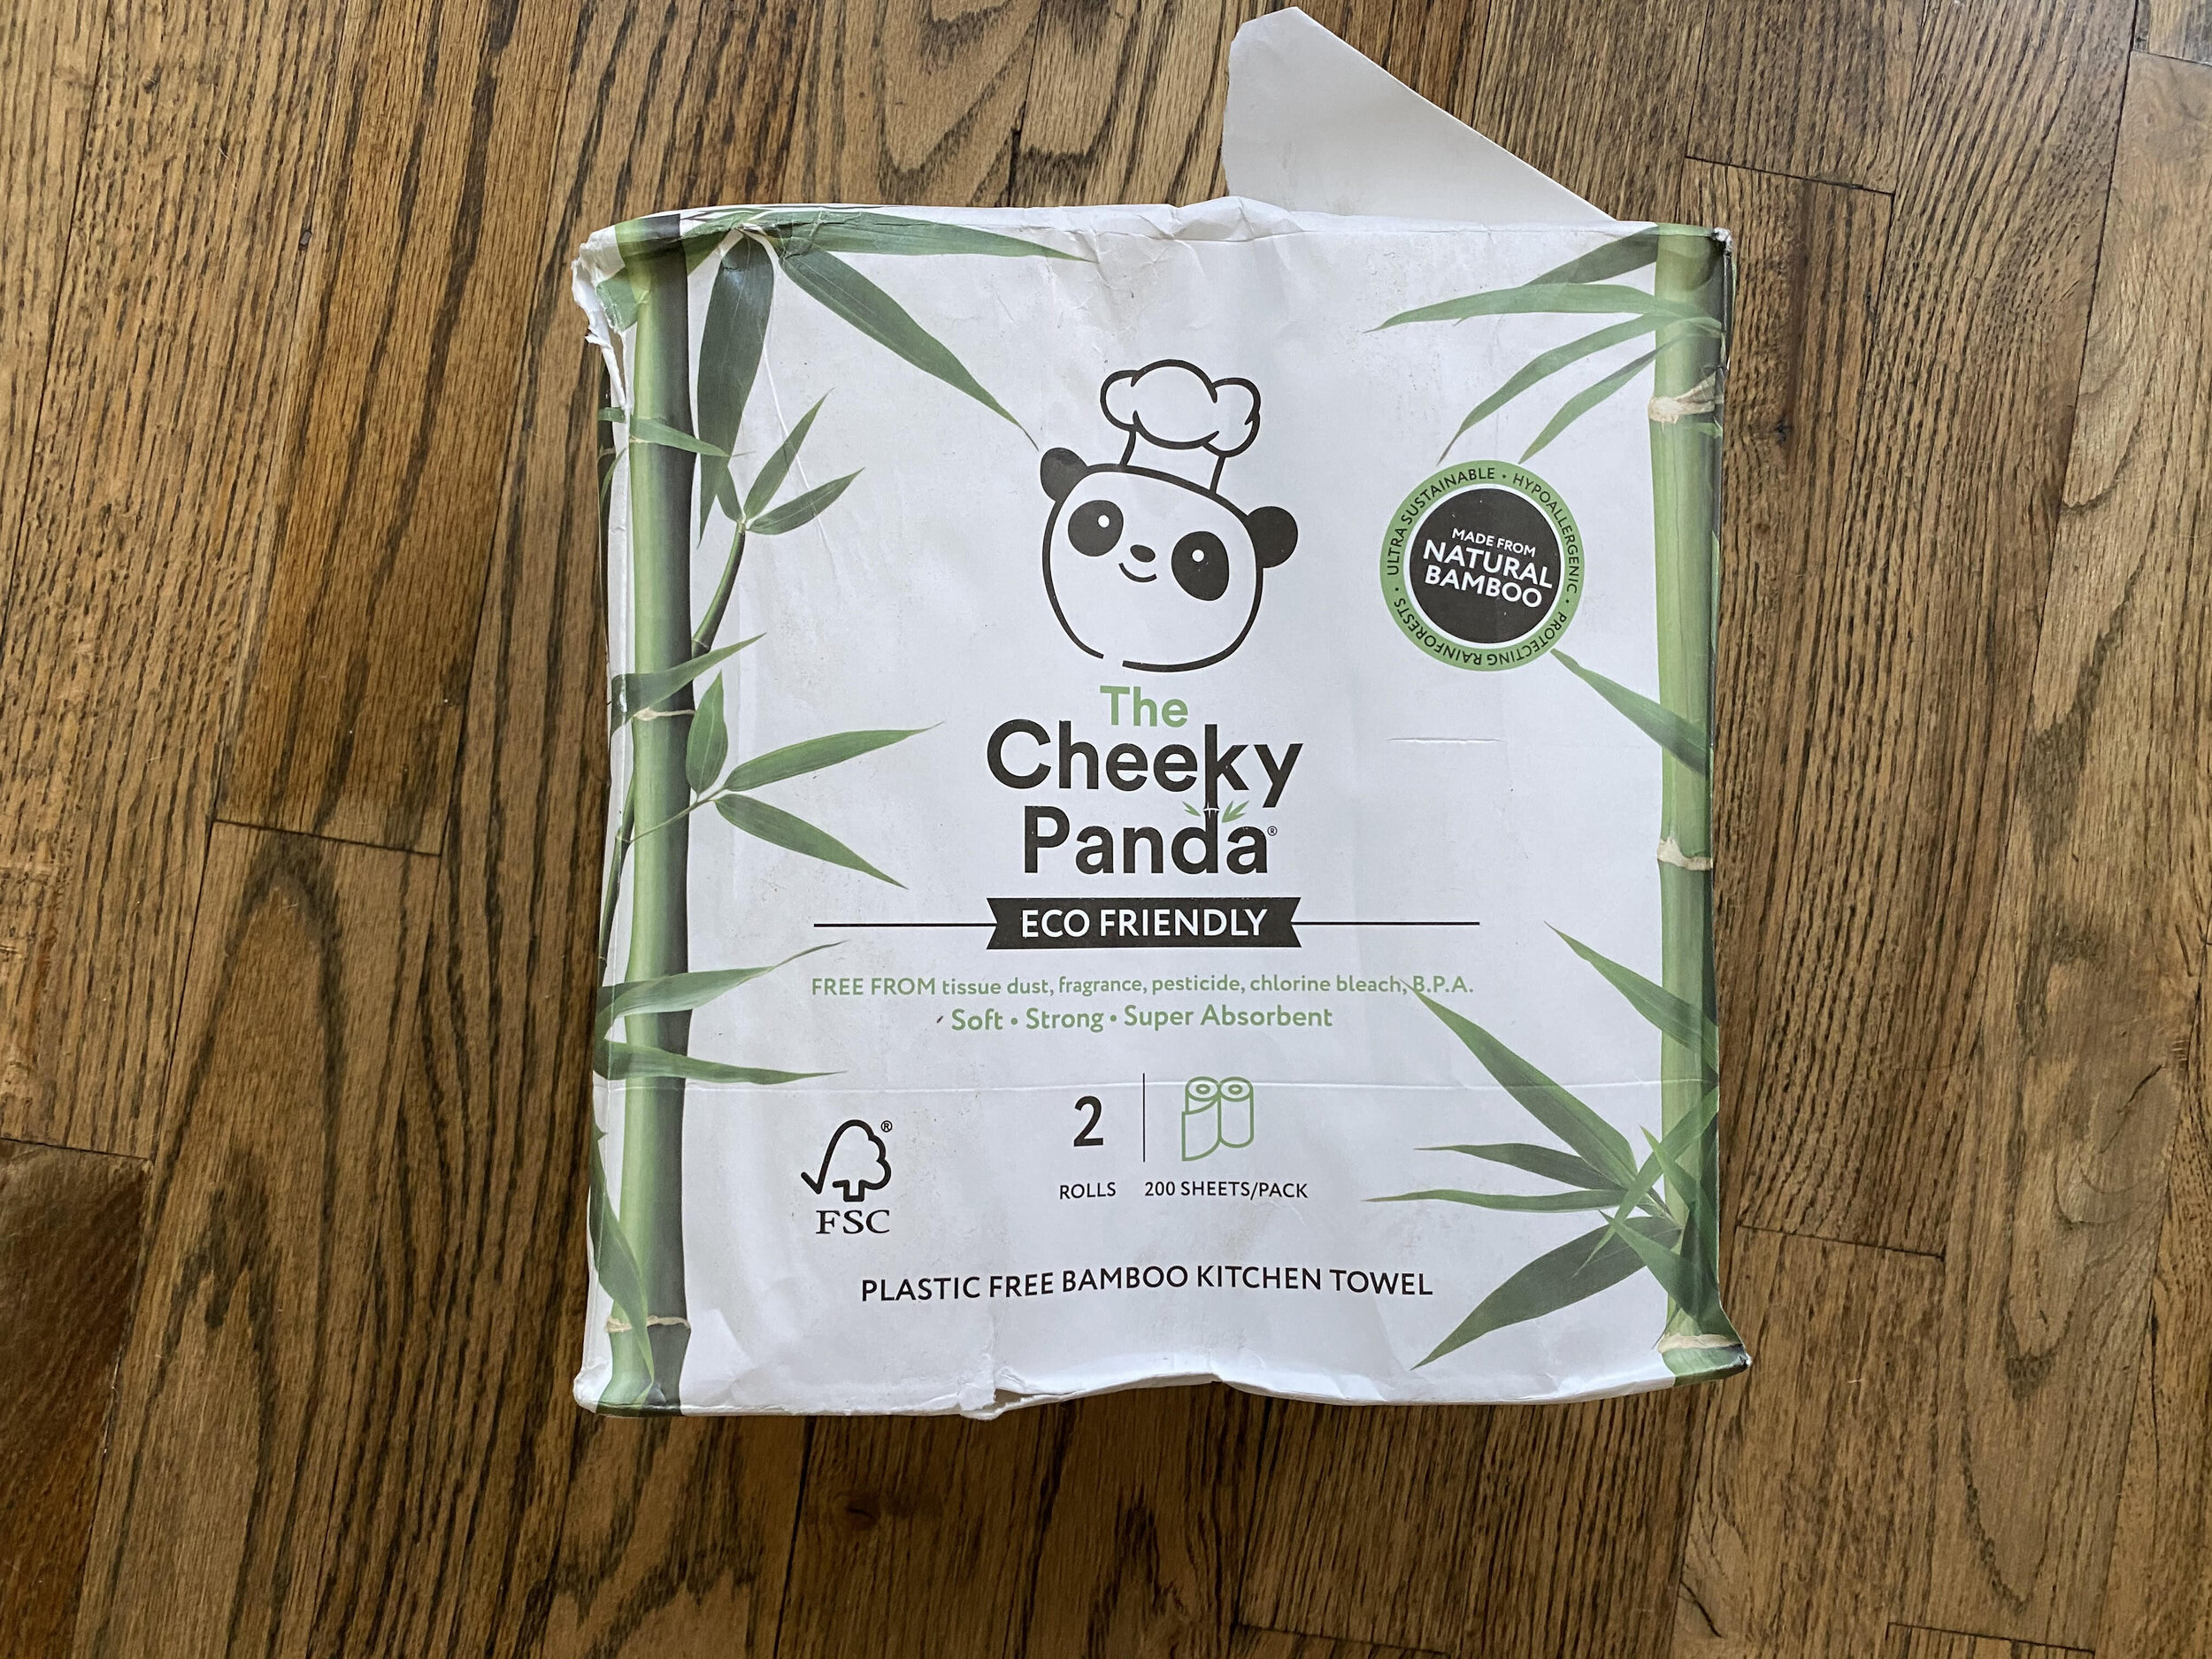 ULTRA SUSTAINABLE • HYPOALLERGENIC • PROTECTING RAINFORESTS •
MADE FROM
NATURAL
BAMBOO
The
Cheeky
Panda®
ECO FRIENDLY
FREE FROM tissue dust, fragrance, pesticide, chlorine bleach, B.P.A.
Soft • Strong • Super Absorbent
2
ROLLS
200 SHEETS/PACK
®
FSC
PLASTIC FREE BAMBOO KITCHEN TOWEL